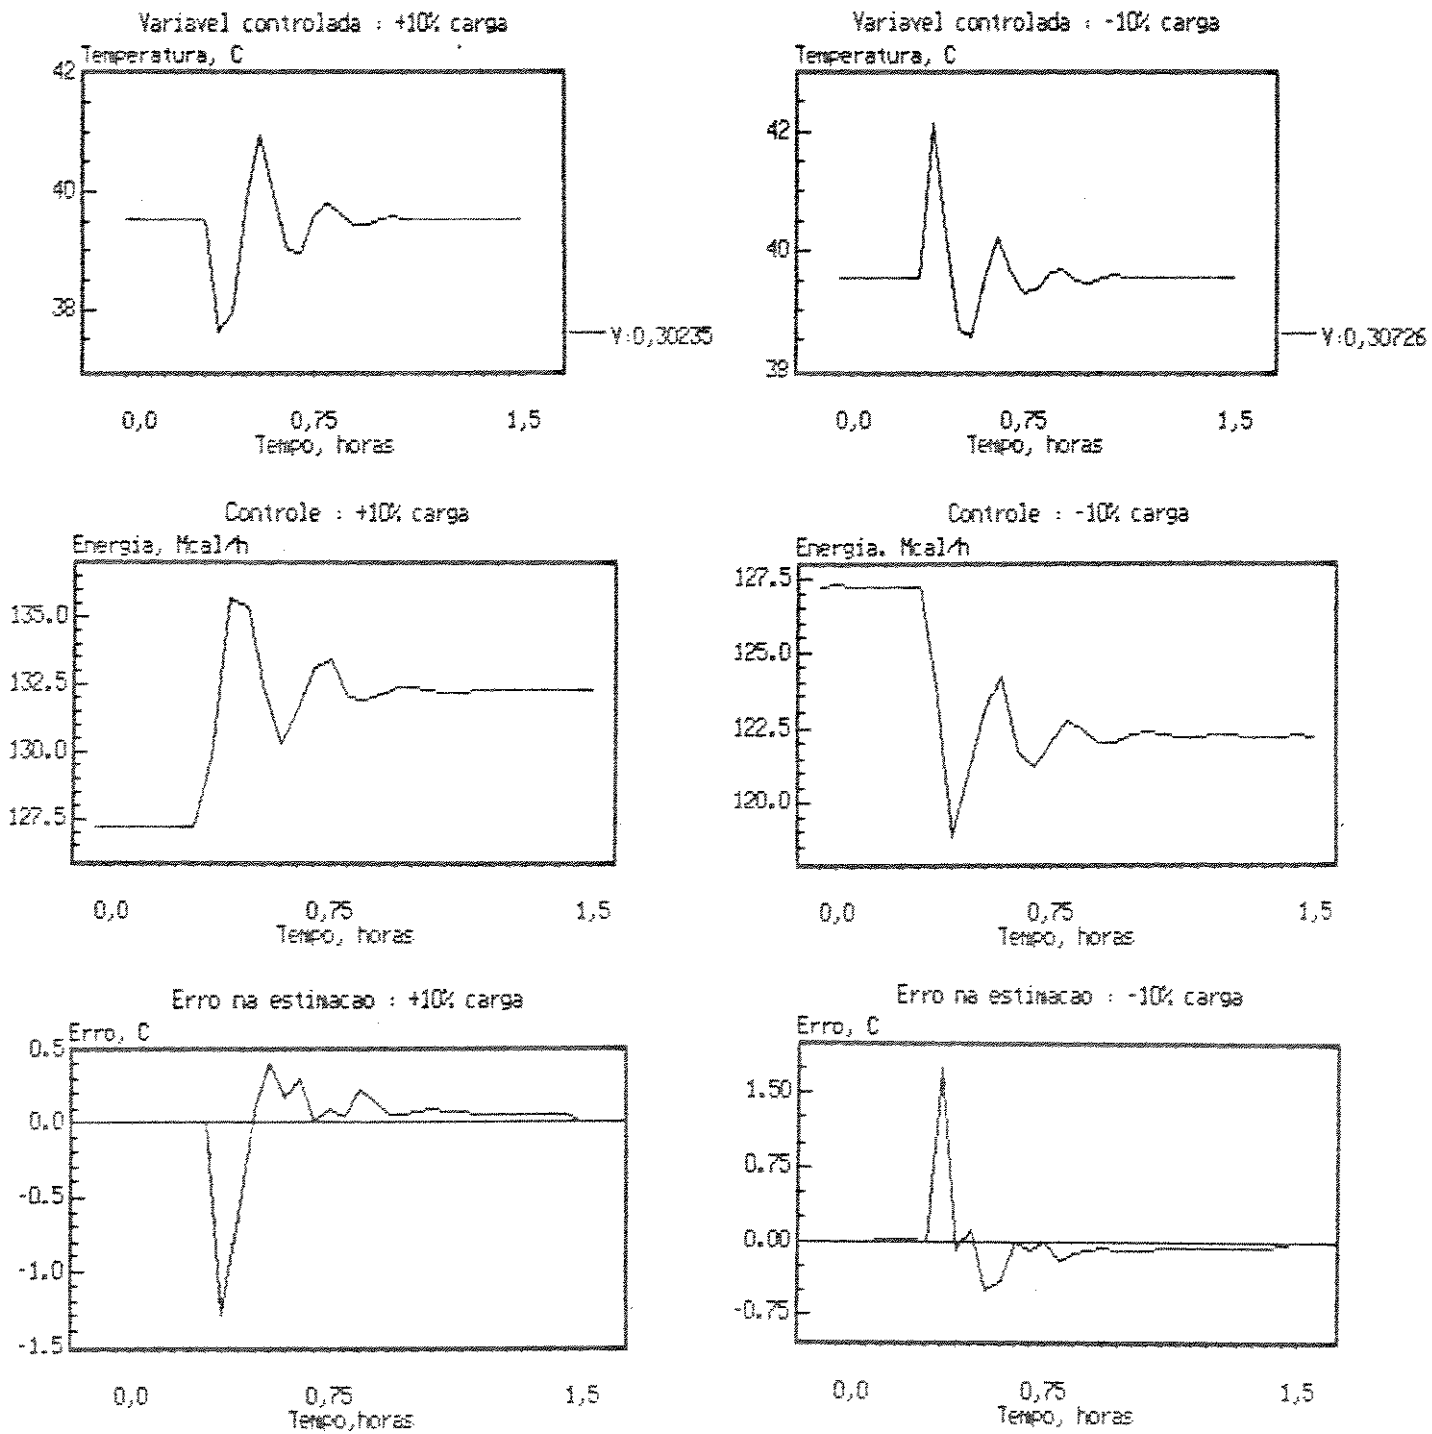 Variavel controlada : +10% carga
Temperatura, C
42
40
38
V:0,30235
0,0 0,75 1,5
Tempo, horas
Variavel controlada : -10% carga
Temperatura, C
42
40
38
V:0,30726
0,0 0,75 1,5
Tempo, horas
Controle : +10% carga
Energia, Mcal/h
135.0
132.5
130.0
127.5
0,0 0,75 1,5
Tempo, horas
Controle : -10% carga
Energia. Mcal/h
127.5
125.0
122.5
120.0
0,0 0,75 1,5
Tempo, horas
Erro na estimacao : +10% carga
Erro, C
0.5
0.0
-0.5
-1.0
-1.5
0,0 0,75 1,5
Tempo,horas
Erro na estimacao : -10% carga
Erro, C
1.50
0.75
0.00
-0.75
0,0 0,75 1,5
Tempo, horas